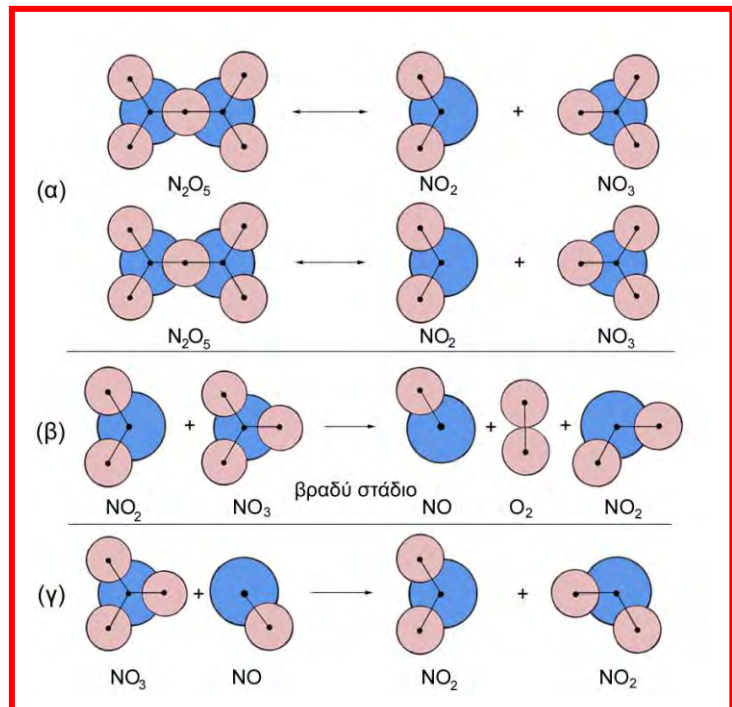 (α)
+
N₂O₅ NO₂ NO₃
+
N₂O₅ NO₂ NO₃
(β) + + +
βραδύ στάδιο
NO₂ NO₃ NO O₂ NO₂
(γ) + +
NO₃ NO NO₂ NO₂